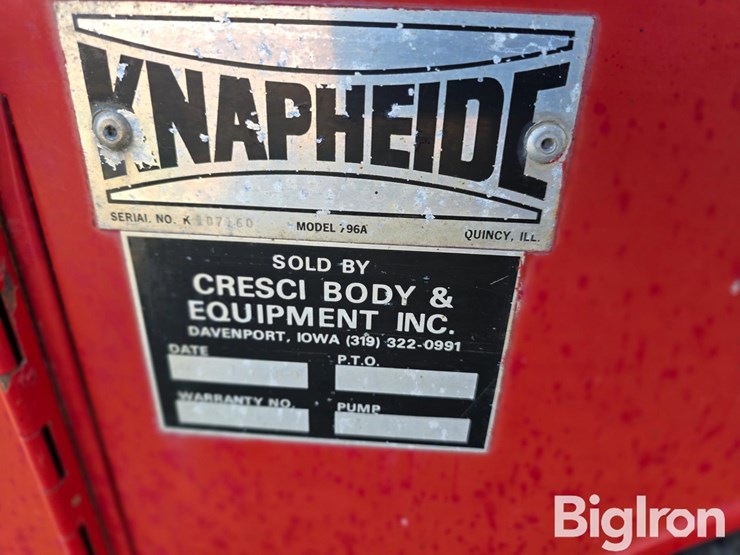 KNAPHEIDE
SERIAL NO. K
MODEL 796A
QUINCY, ILL.
SOLD BY
CRESCI BODY &
EQUIPMENT INC.
DAVENPORT, IOWA (319) 322-0991
DATE
P.T.O.
WARRANTY NO.
PUMP
BigIron